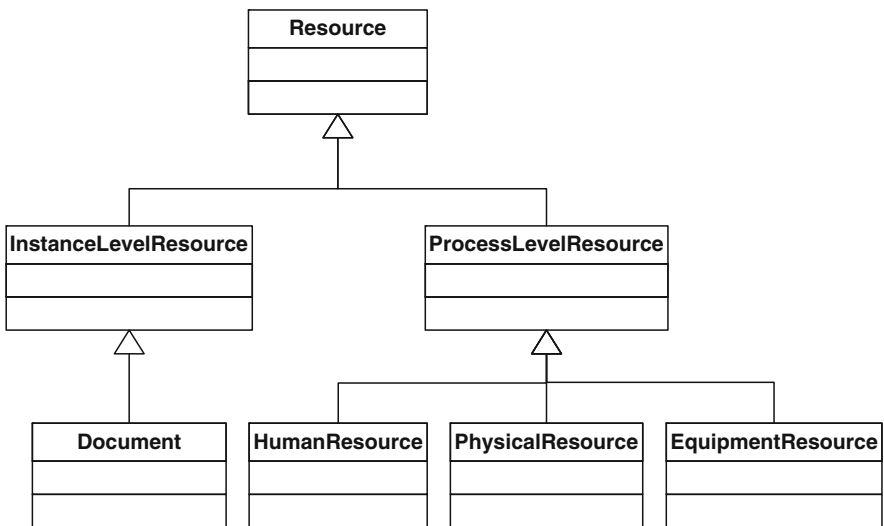 Resource
InstanceLevelResource
ProcessLevelResource
Document
HumanResource
PhysicalResource
EquipmentResource